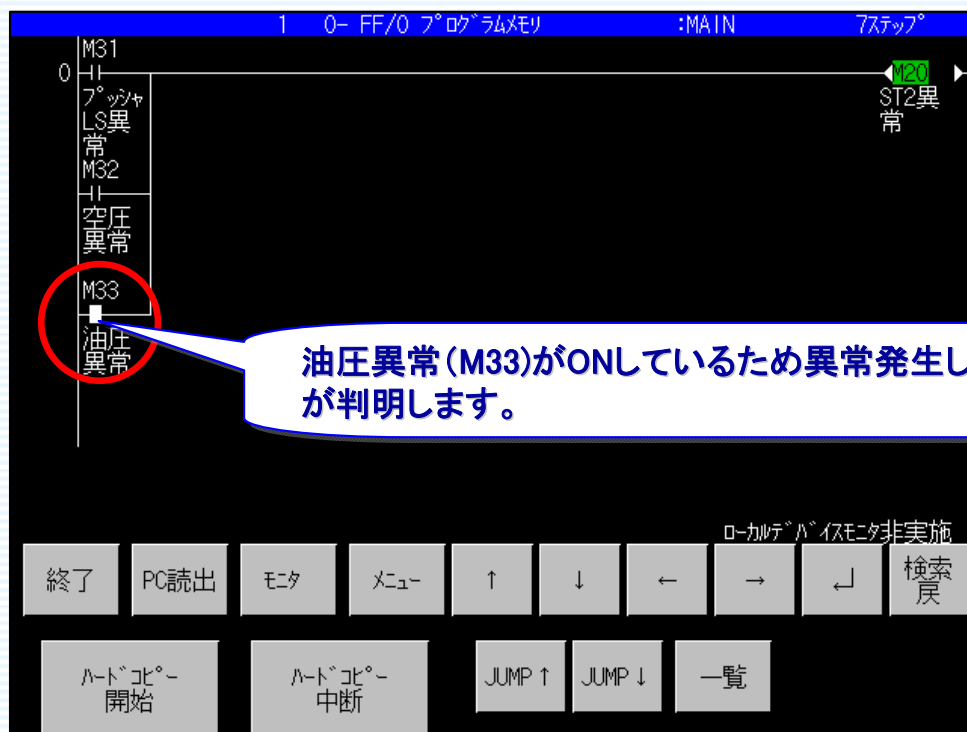 1 0- FF/0 ﾌﾟﾛｸﾞﾗﾑﾒﾓﾘ :MAIN 7ｽﾃｯﾌﾟ
M31
0
M20
ﾌﾟｯｼｬ
LS異
常
ST2異
常
M32
空圧
異常
M33
油圧
異常
油圧異常(M33)がONしているため異常発生し
が判明します。
ﾛｰｶﾙﾃﾞﾊﾞｲｽﾓﾆﾀ非実施
終了 PC読出 ﾓﾆﾀ ﾒﾆｭｰ ↑ ↓ ← → ↵ 検索
戻
ﾊｰﾄﾞｺﾋﾟｰ
開始
ﾊｰﾄﾞｺﾋﾟｰ
中断
JUMP↑ JUMP↓ 一覧